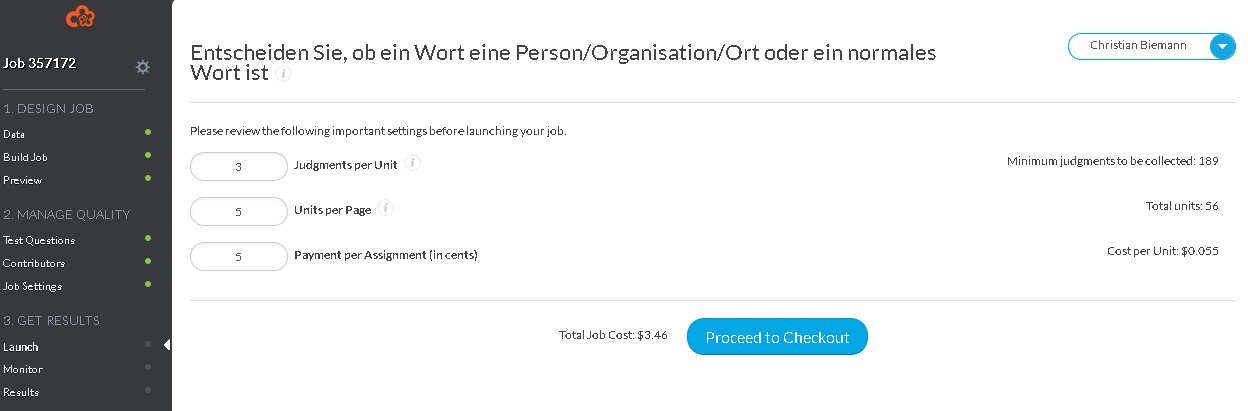 Job 357172
1. DESIGN JOB
Data
Build Job
Preview
2. MANAGE QUALITY
Test Questions
Contributors
Job Settings
3. GET RESULTS
Launch
Monitor
Results
Entscheiden Sie, ob ein Wort eine Person/Organisation/Ort oder ein normales
Wort ist i
Christian Biemann
Please review the following important settings before launching your job.
3 Judgments per Unit i Minimum judgments to be collected: 189
5 Units per Page i Total units: 56
5 Payment per Assignment (in cents) Cost per Unit: $0.055
Total Job Cost: $3.46 Proceed to Checkout